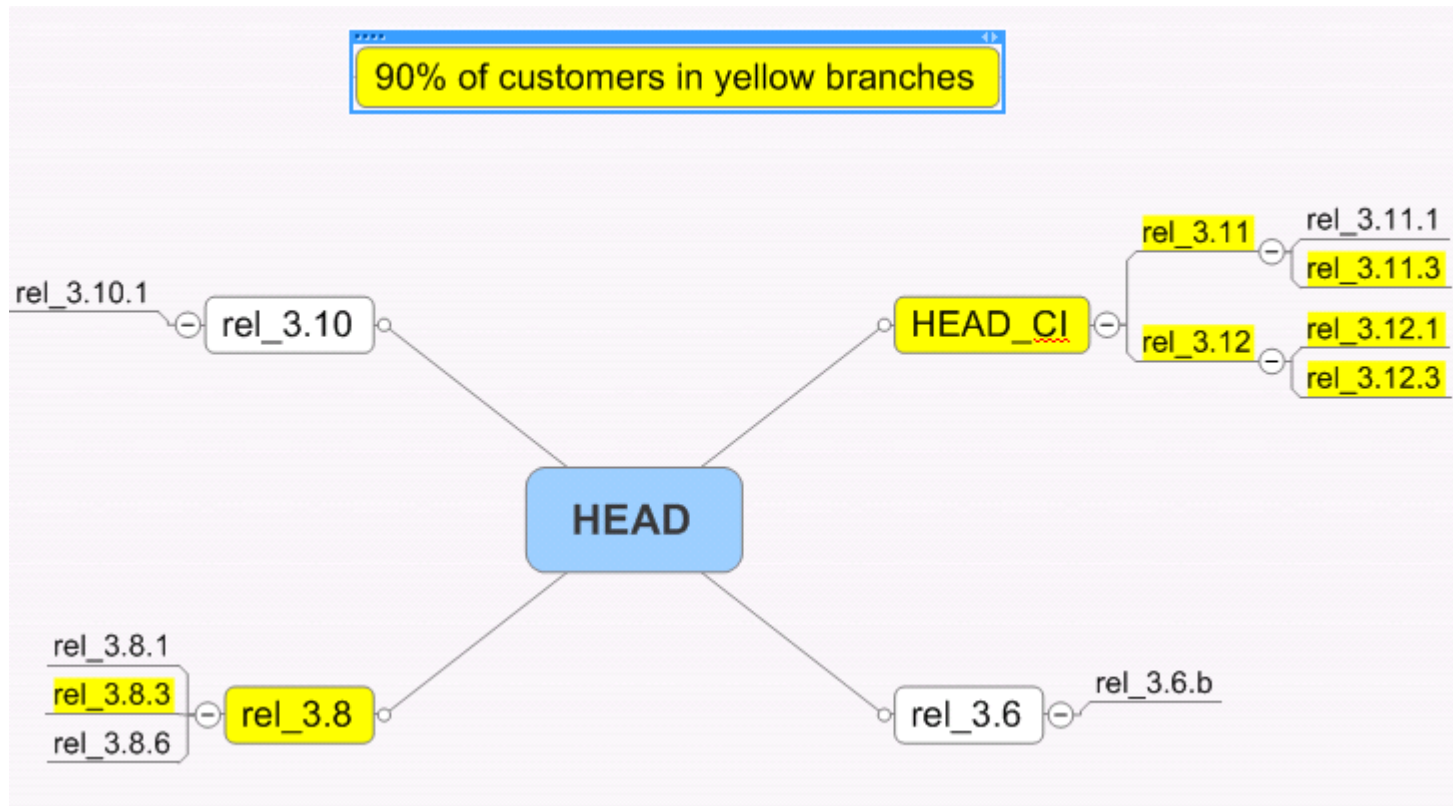 90% of customers in yellow branches
rel_3.10.1
rel_3.10
HEAD_CI
rel_3.11
rel_3.11.1
rel_3.11.3
rel_3.12
rel_3.12.1
rel_3.12.3
HEAD
rel_3.8.1
rel_3.8.3
rel_3.8.6
rel_3.8
rel_3.6
rel_3.6.b